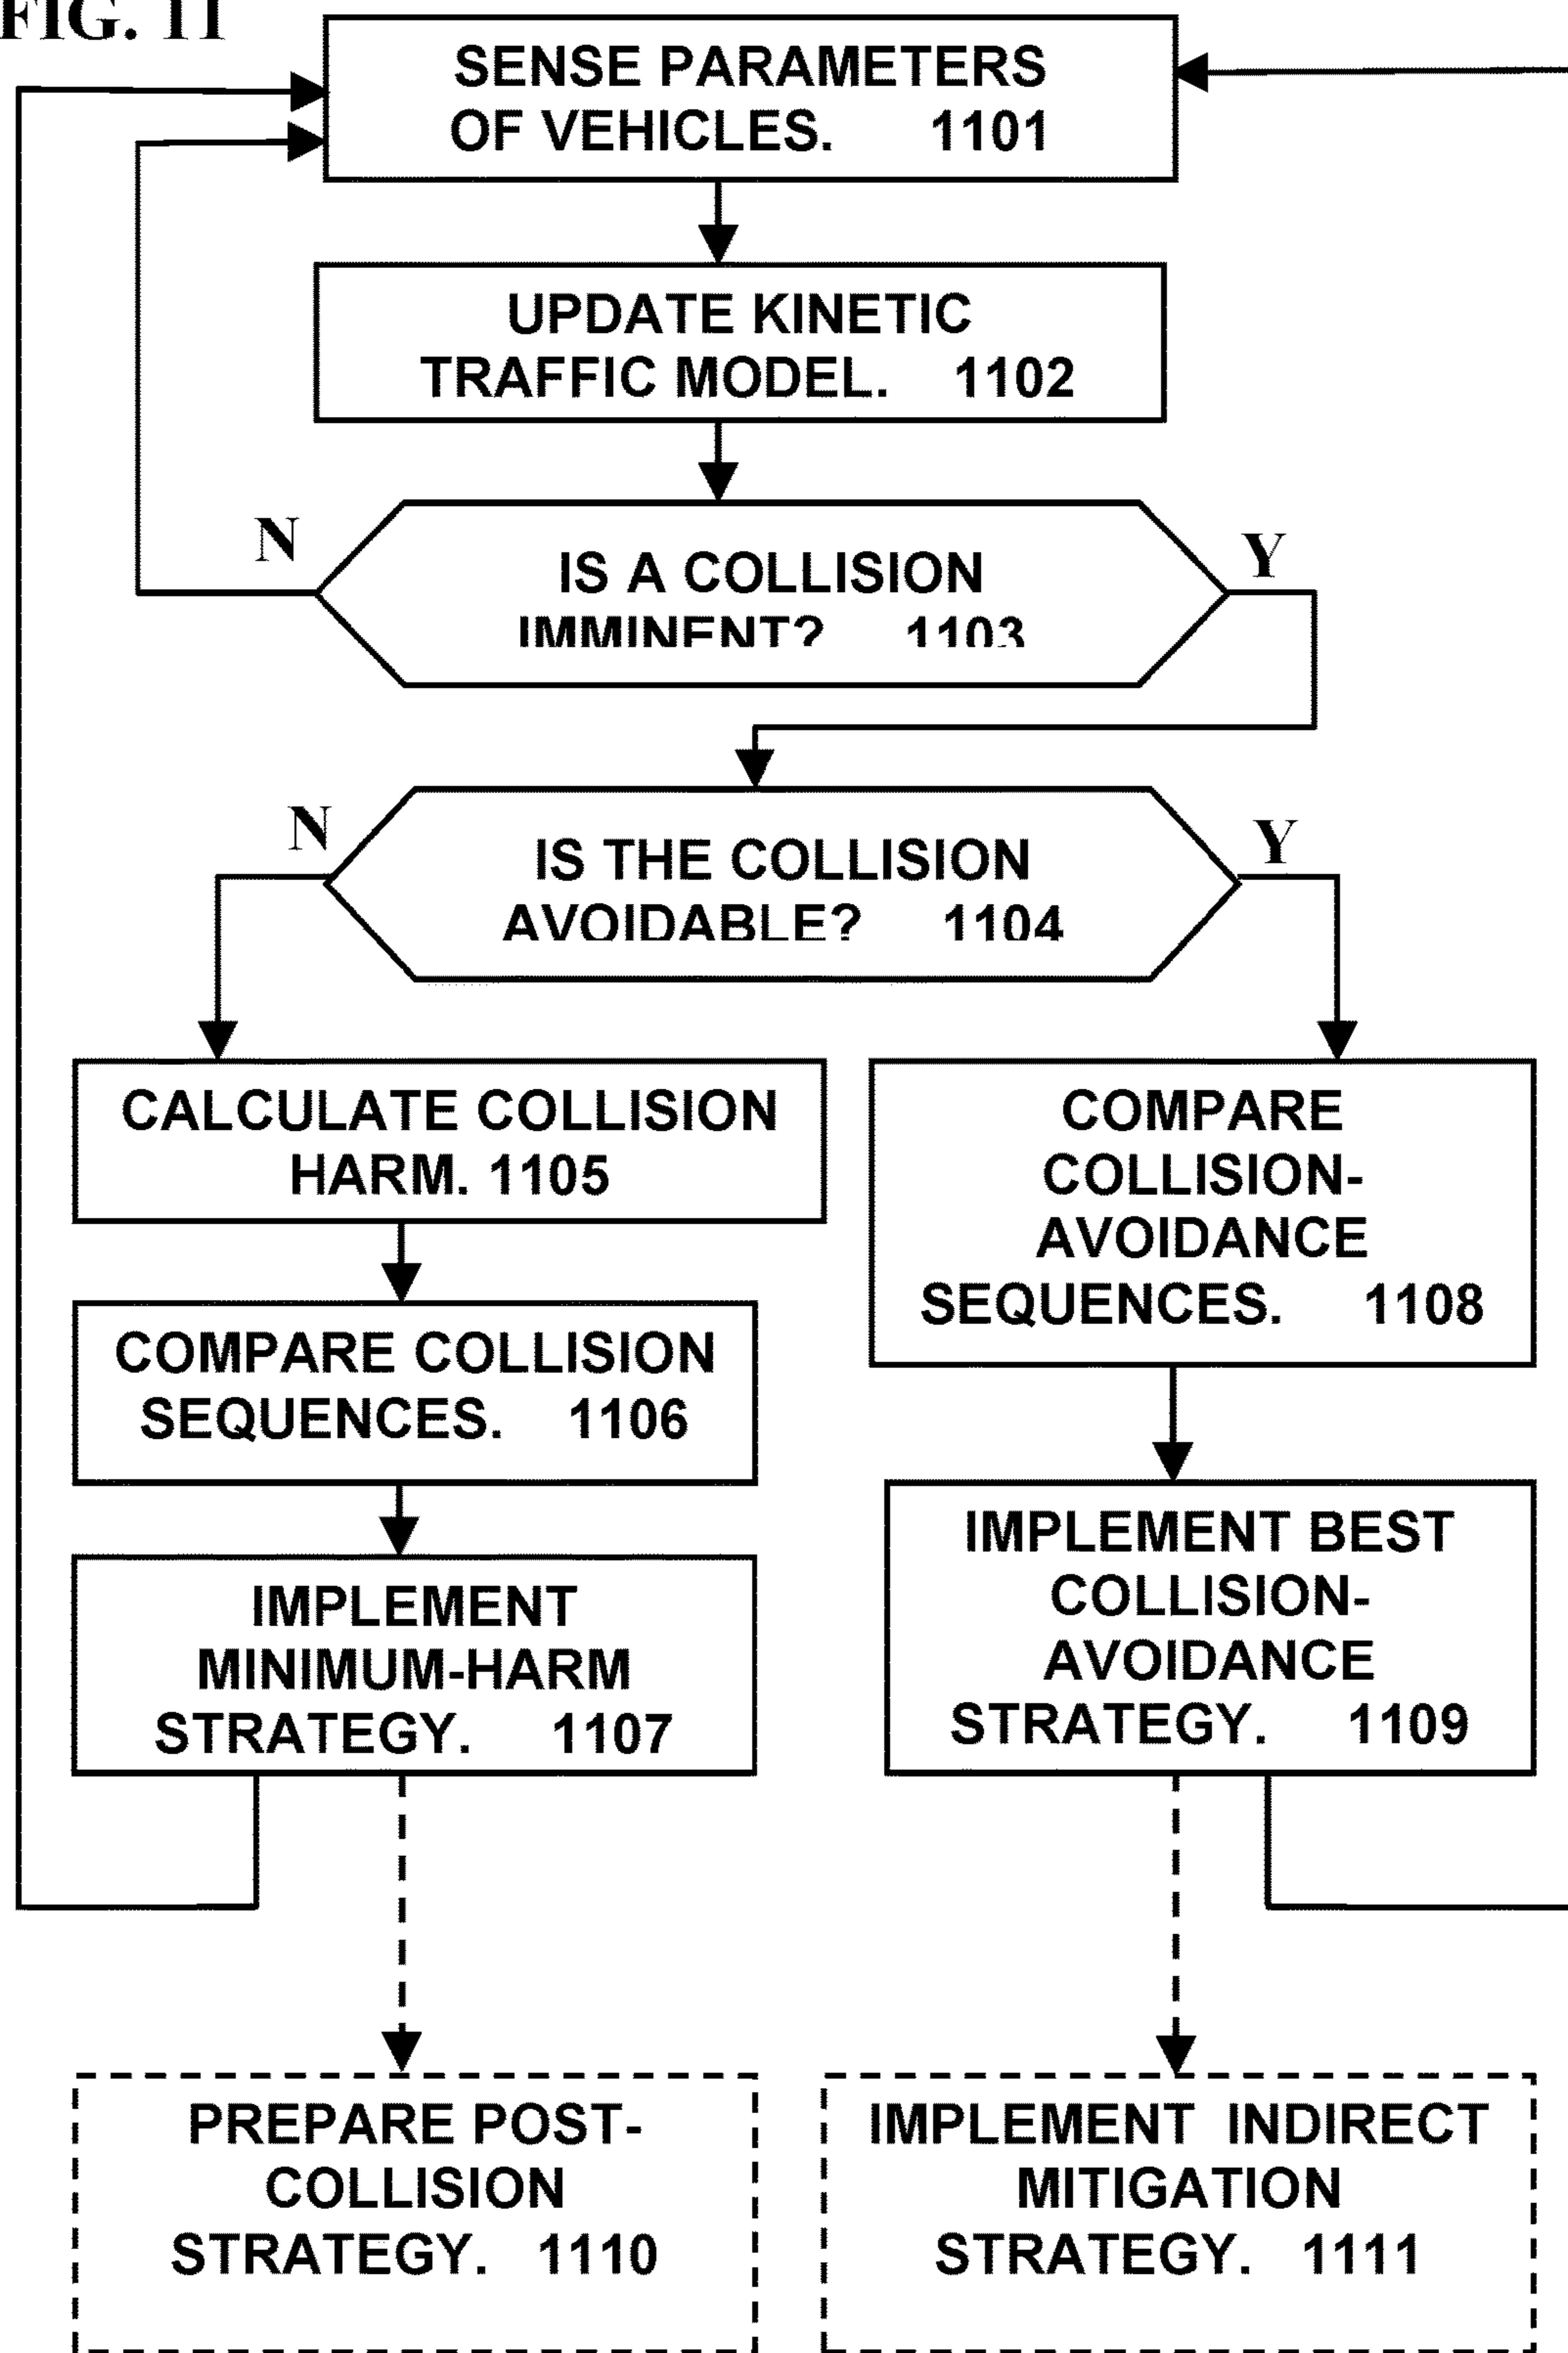 FIG. 11
SENSE PARAMETERS
OF VEHICLES. 1101
UPDATE KINETIC
TRAFFIC MODEL. 1102
N
Y
IS A COLLISION
IMMINENT? 1103
N
Y
IS THE COLLISION
AVOIDABLE? 1104
CALCULATE COLLISION
HARM. 1105
COMPARE COLLISION
SEQUENCES. 1106
IMPLEMENT
MINIMUM-HARM
STRATEGY. 1107
COMPARE
COLLISION-
AVOIDANCE
SEQUENCES. 1108
IMPLEMENT BEST
COLLISION-
AVOIDANCE
STRATEGY. 1109
PREPARE POST-
COLLISION
STRATEGY. 1110
IMPLEMENT INDIRECT
MITIGATION
STRATEGY. 1111